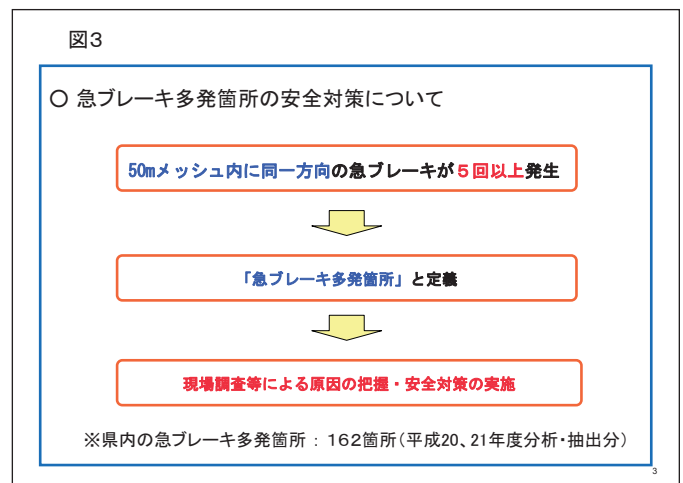 図3
〇 急ブレーキ多発箇所の安全対策について
50mメッシュ内に同一方向の急ブレーキが５回以上発生
「急ブレーキ多発箇所」と定義
現場調査等による原因の把握・安全対策の実施
※県内の急ブレーキ多発箇所 : 162箇所(平成20、21年度分析・抽出分)
3